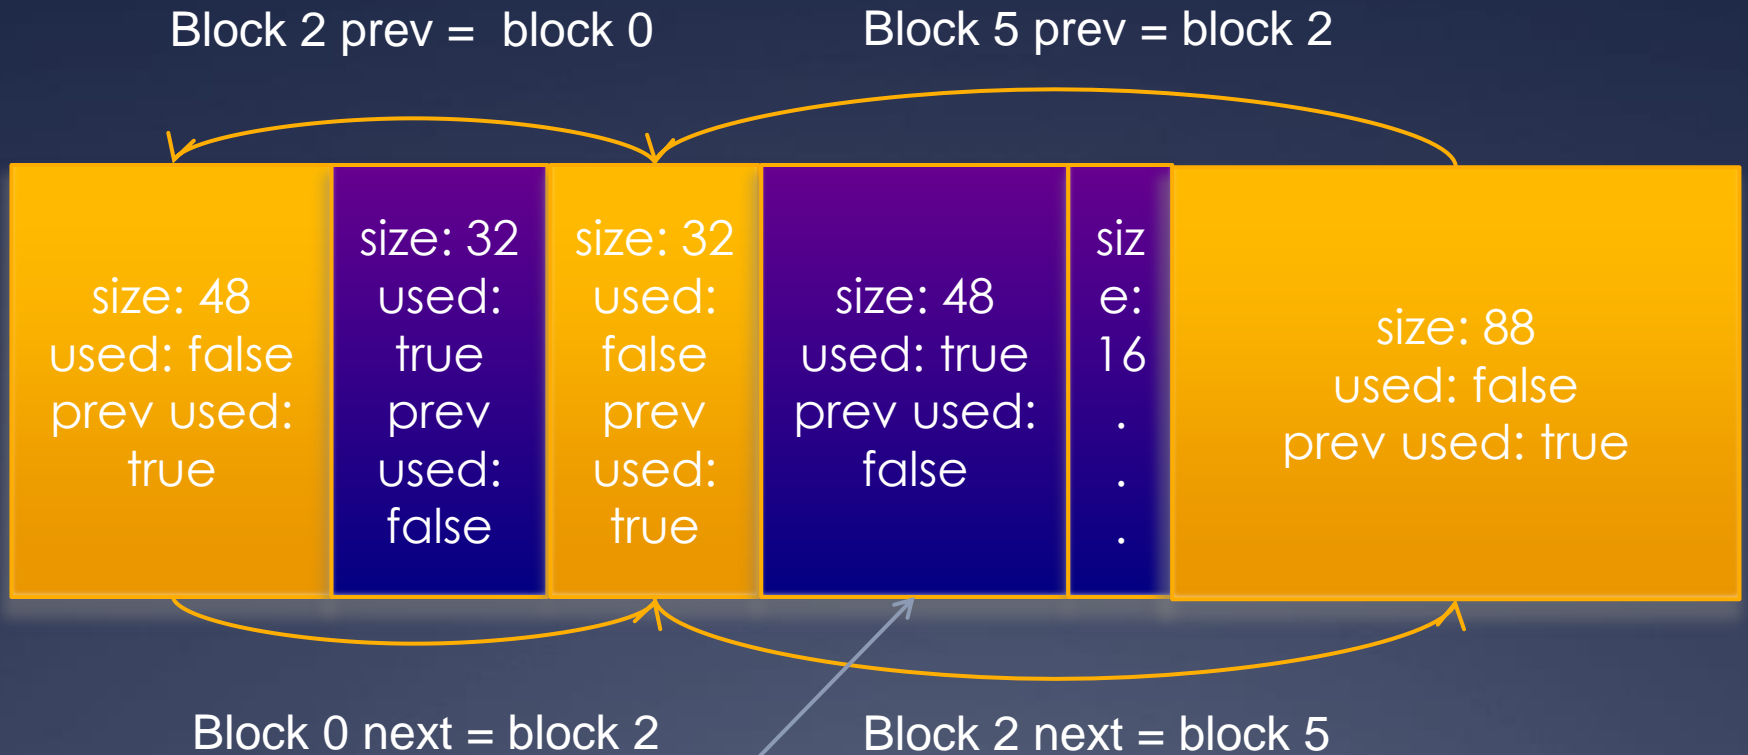 Block 2 prev =  block 0
Block 5 prev = block 2
size: 48
used: false
prev used:
true
size: 32
used:
true
prev
used:
false
size: 32
used:
false
prev
used:
true
size: 48
used: true
prev used:
false
siz
e:
16
.
.
.
size: 88
used: false
prev used: true
Block 0 next = block 2
Block 2 next = block 5